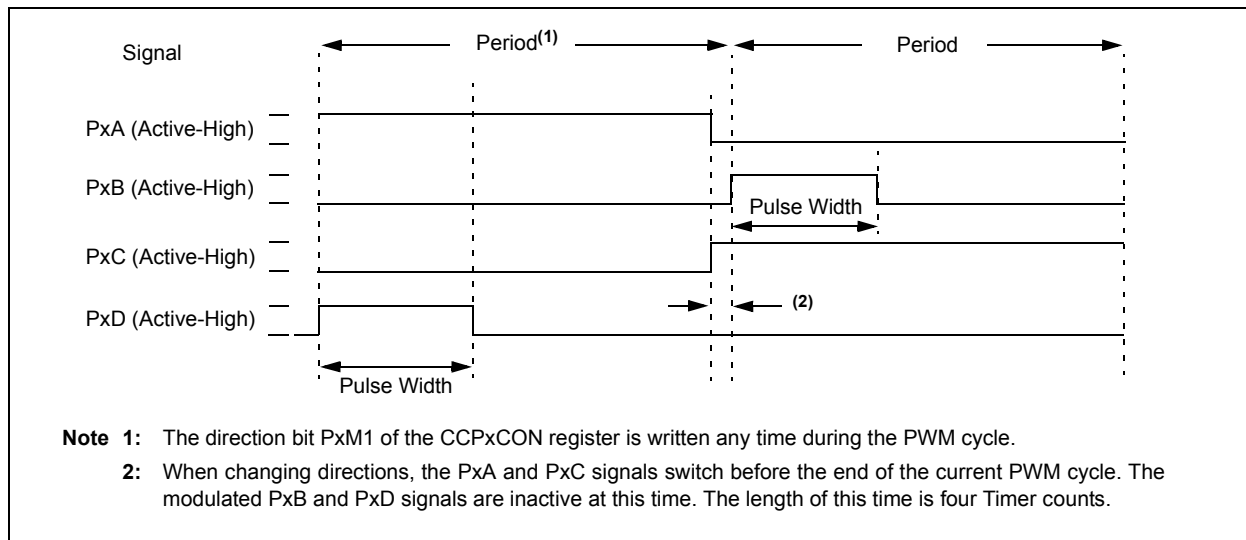 Signal
Period(1)
Period
PxA (Active-High)
PxB (Active-High)
Pulse Width
PxC (Active-High)
(2)
PxD (Active-High)
Pulse Width
Note 1: The direction bit PxM1 of the CCPxCON register is written any time during the PWM cycle.
2: When changing directions, the PxA and PxC signals switch before the end of the current PWM cycle. The
modulated PxB and PxD signals are inactive at this time. The length of this time is four Timer counts.